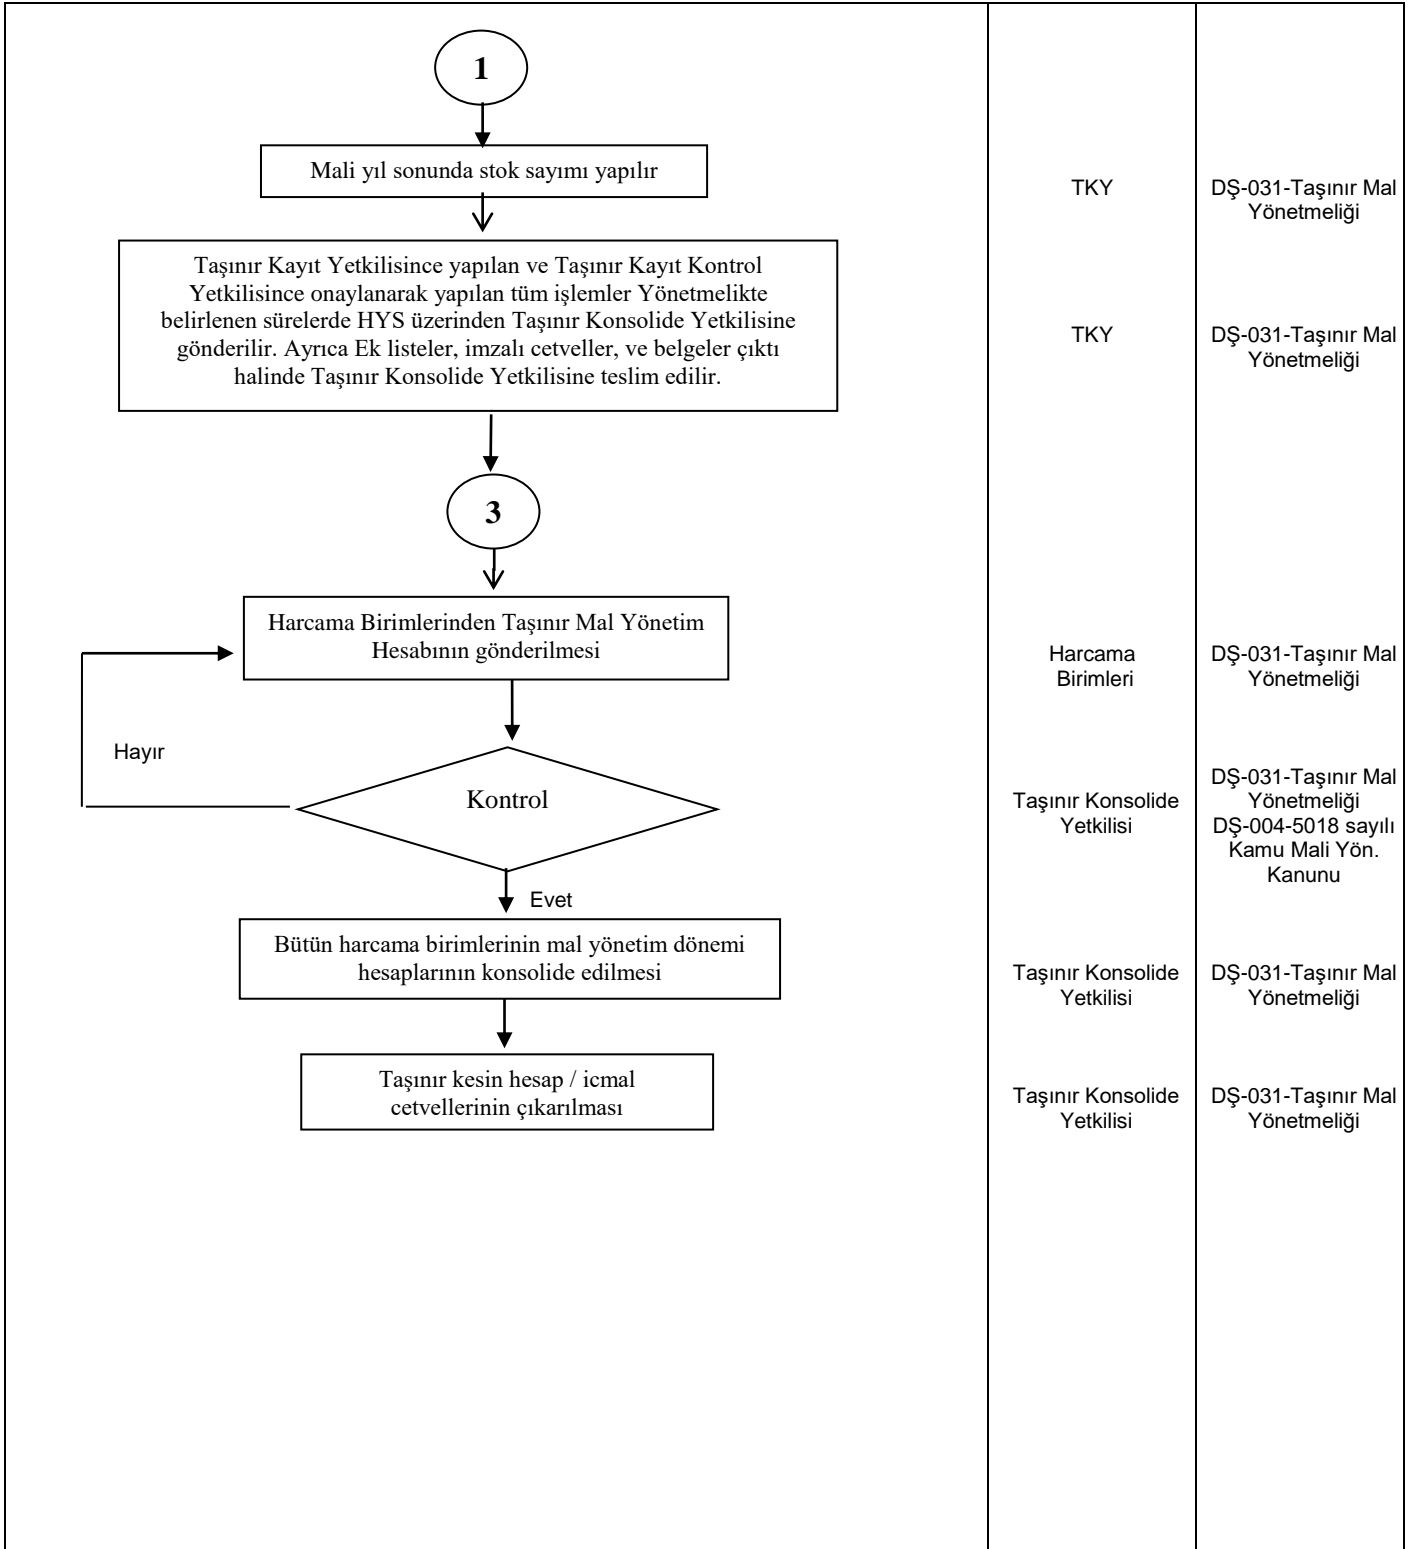 1
Mali yıl sonunda stok sayımı yapılır
TKY
DŞ-031-Taşınır Mal
Yönetmeliği
Taşınır Kayıt Yetkilisince yapılan ve Taşınır Kayıt Kontrol
Yetkilisince onaylanarak yapılan tüm işlemler Yönetmelikte
belirlenen sürelerde HYS üzerinden Taşınır Konsolide Yetkilisine
gönderilir. Ayrıca Ek listeler, imzalı cetveller, ve belgeler çıktı
halinde Taşınır Konsolide Yetkilisine teslim edilir.
TKY
DŞ-031-Taşınır Mal
Yönetmeliği
3
Harcama Birimlerinden Taşınır Mal Yönetim
Hesabının gönderilmesi
Harcama
Birimleri
DŞ-031-Taşınır Mal
Yönetmeliği
Hayır
Kontrol
Taşınır Konsolide
Yetkilisi
DŞ-031-Taşınır Mal
Yönetmeliği
DŞ-004-5018 sayılı
Kamu Mali Yön.
Kanunu
Evet
Bütün harcama birimlerinin mal yönetim dönemi
hesaplarının konsolide edilmesi
Taşınır Konsolide
Yetkilisi
DŞ-031-Taşınır Mal
Yönetmeliği
Taşınır kesin hesap / icmal
cetvellerinin çıkarılması
Taşınır Konsolide
Yetkilisi
DŞ-031-Taşınır Mal
Yönetmeliği